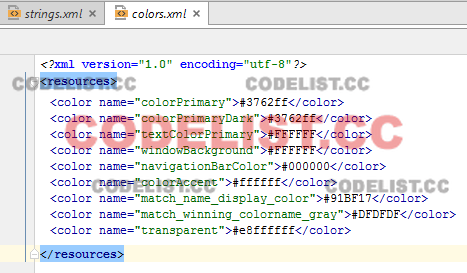 strings.xml colors.xml
<?xml version="1.0" encoding="utf-8"?>
<resources>
CODELIST.CC CODELIST.CC
<color name="colorPrimary">#3762ff</color>
<color name="colorPrimaryDark">#3762ff</color>
<color name="textColorPrimary">#FFFFFF</color>
CODELIST.CC
<color name="windowBackground">#FFFFFF</color>
<color name="navigationBarColor">#000000</color>
<color name="colorAccent">#ffffff</color>
CODELIST.CC CODELIST.CC
<color name="match_name_display_color">#91BF17</color>
<color name="match_winning_colorname_gray">#DFDFDF</color>
<color name="transparent">#e8ffffff</color>
</resources>